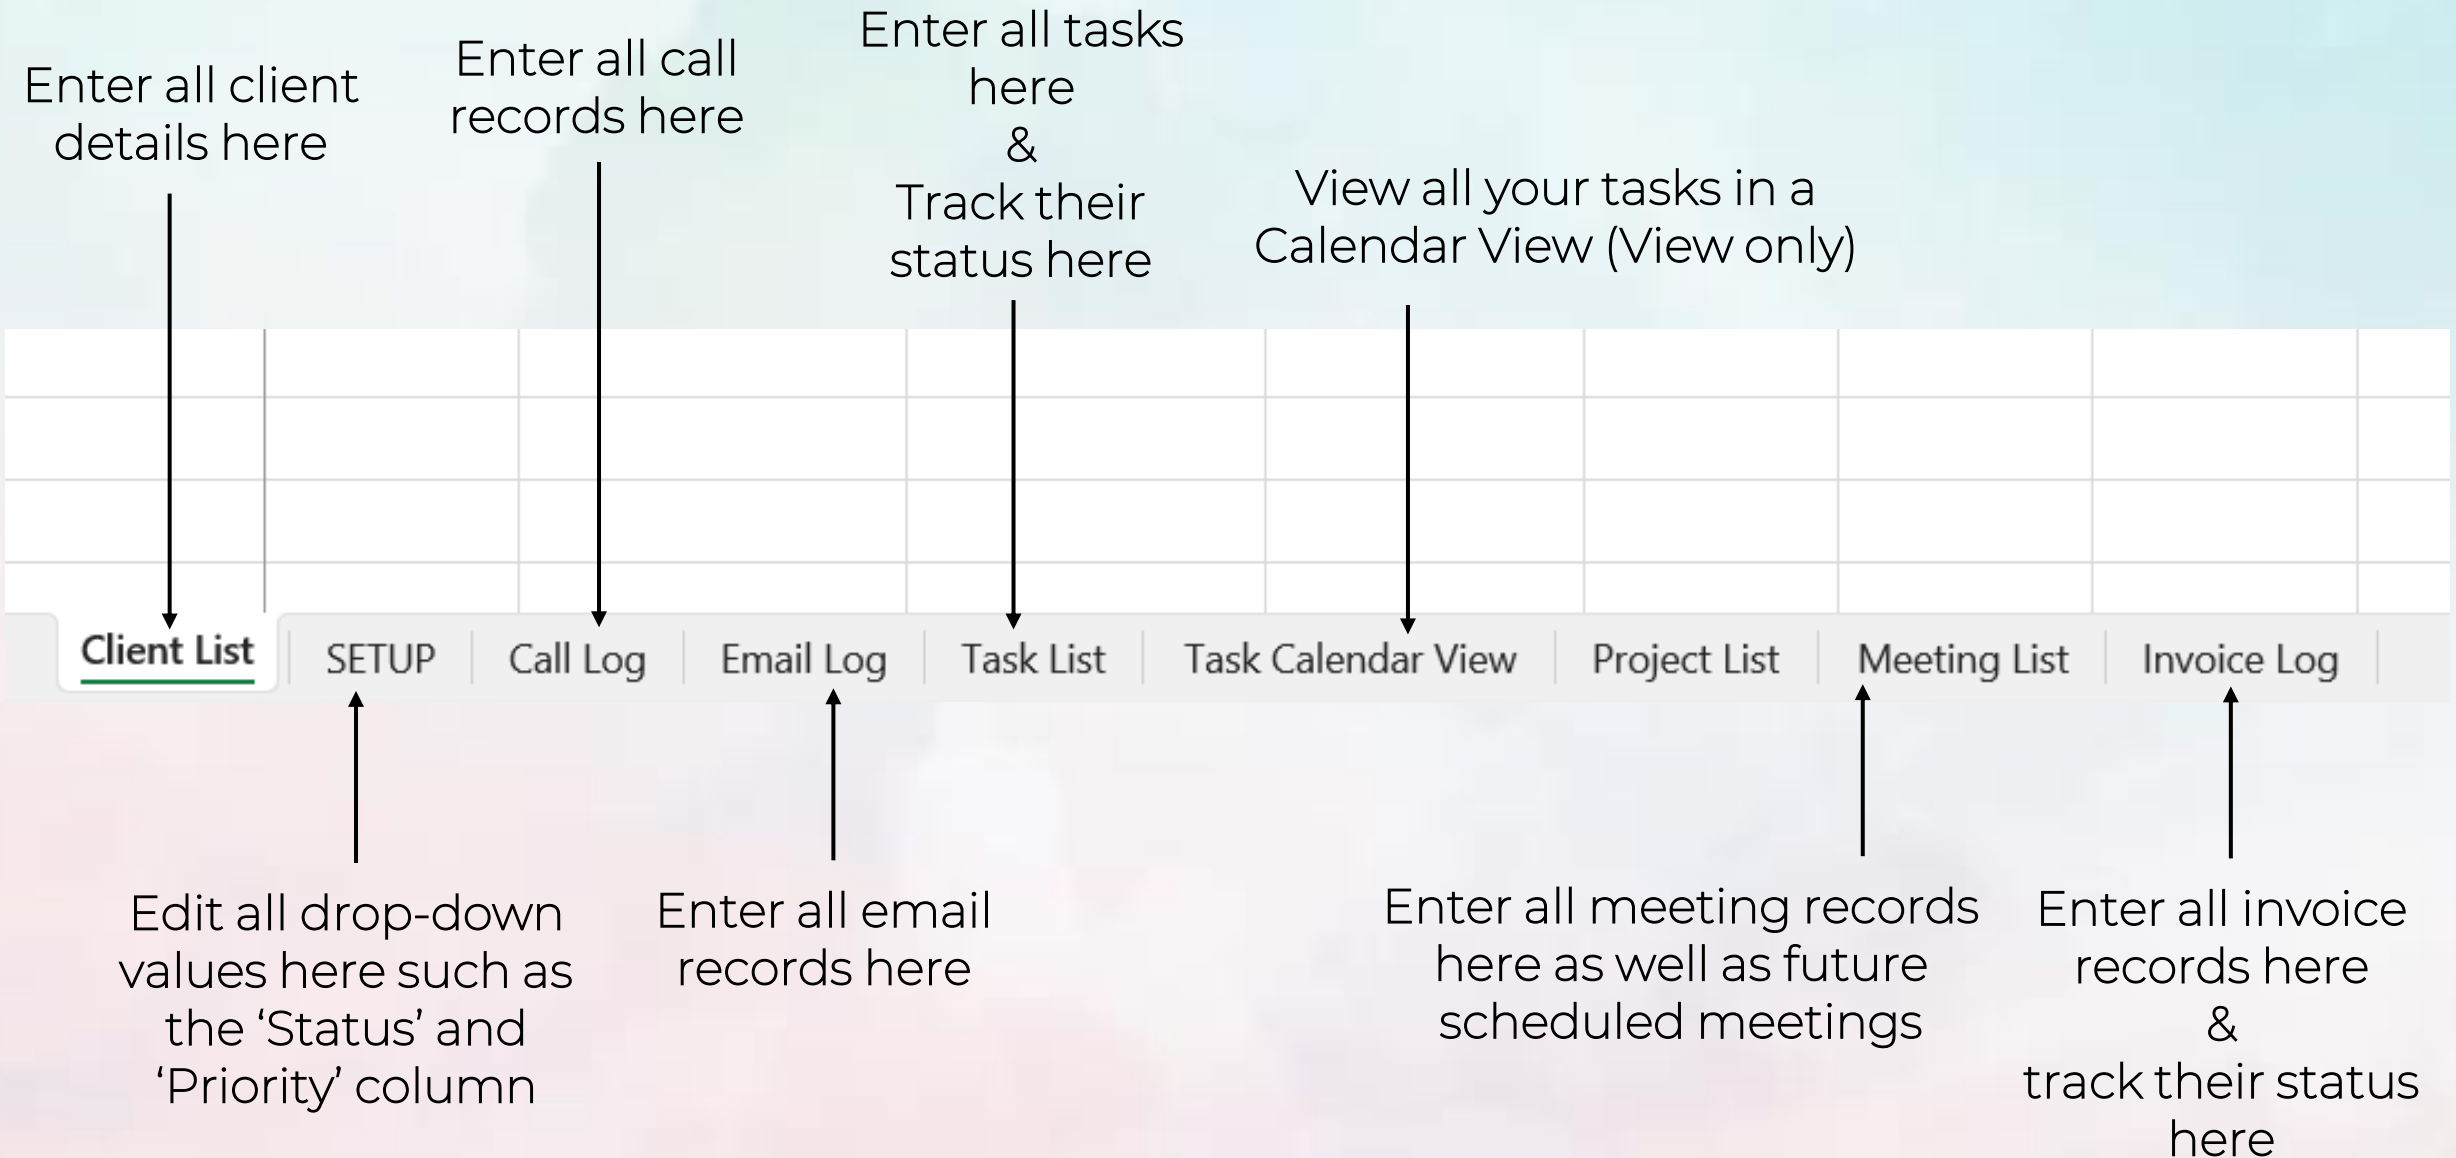 Enter all client
details here
Enter all call
records here
Enter all tasks
here
&
Track their
status here
View all your tasks in a
Calendar View (View only)
Client List
SETUP
Call Log
Email Log
Task List
Task Calendar View
Project List
Meeting List
Invoice Log
Edit all drop-down
values here such as
the ‘Status’ and
‘Priority’ column
Enter all email
records here
Enter all meeting records
here as well as future
scheduled meetings
Enter all invoice
records here
&
track their status
here